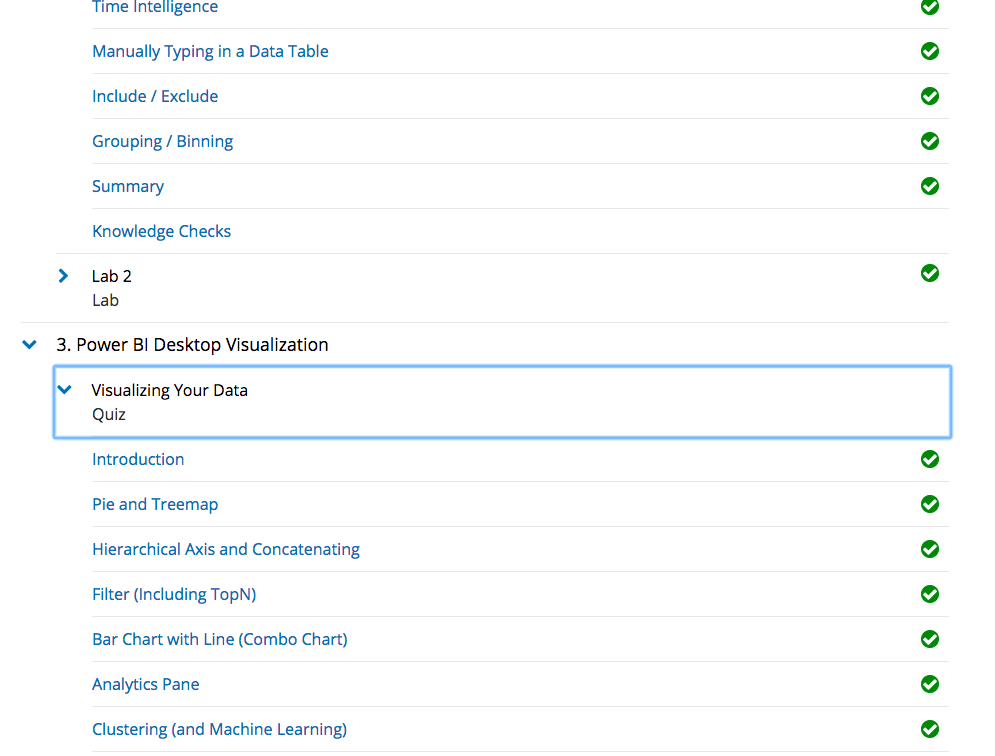 Time Intelligence
Manually Typing in a Data Table
Include / Exclude
Grouping / Binning
Summary
Knowledge Checks
Lab 2
Lab
3. Power BI Desktop Visualization
Visualizing Your Data
Quiz
Introduction
Pie and Treemap
Hierarchical Axis and Concatenating
Filter (Including TopN)
Bar Chart with Line (Combo Chart)
Analytics Pane
Clustering (and Machine Learning)